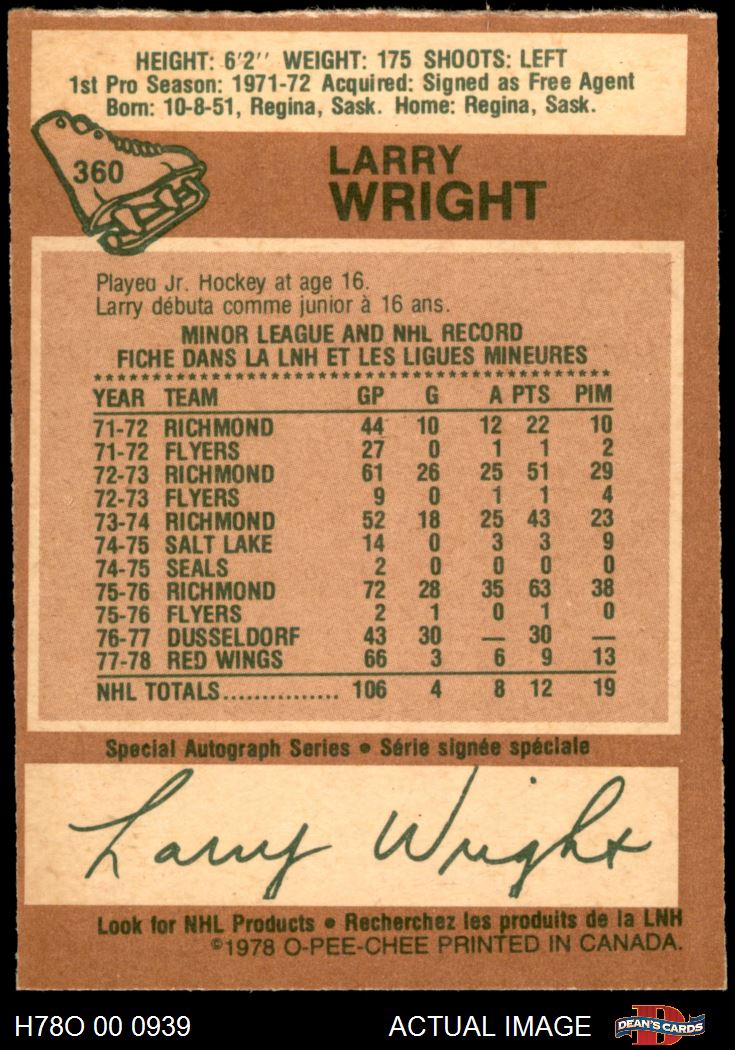 HEIGHT: 6'2'' WEIGHT: 175 SHOOTS: LEFT
1st Pro Season: 1971-72 Acquired: Signed as Free Agent
Born: 10-8-51, Regina, Sask. Home: Regina, Sask.
360
LARRY
WRIGHT
Played Jr. Hockey at age 16.
Larry débuta comme junior à 16 ans.
MINOR LEAGUE AND NHL RECORD
FICHE DANS LA LNH ET LES LIGUES MINEURES
YEAR TEAM GP G A PTS PIM
71-72 RICHMOND 44 10 12 22 10
71-72 FLYERS 27 0 1 1 2
72-73 RICHMOND 61 26 25 51 29
72-73 FLYERS 9 0 1 1 4
73-74 RICHMOND 52 18 25 43 23
74-75 SALT LAKE 14 0 3 3 9
74-75 SEALS 2 0 0 0 0
75-76 RICHMOND 72 28 35 63 38
75-76 FLYERS 2 1 0 1 0
76-77 DUSSELDORF 43 30 — 30 —
77-78 RED WINGS 66 3 6 9 13
NHL TOTALS............... 106 4 8 12 19
Special Autograph Series • Série signée spéciale
Larry Wright
Look for NHL Products • Recherchez les produits de la LNH
©1978 O-PEE-CHEE PRINTED IN CANADA.
H78O 00 0939 ACTUAL IMAGE DEAN'S CARDS